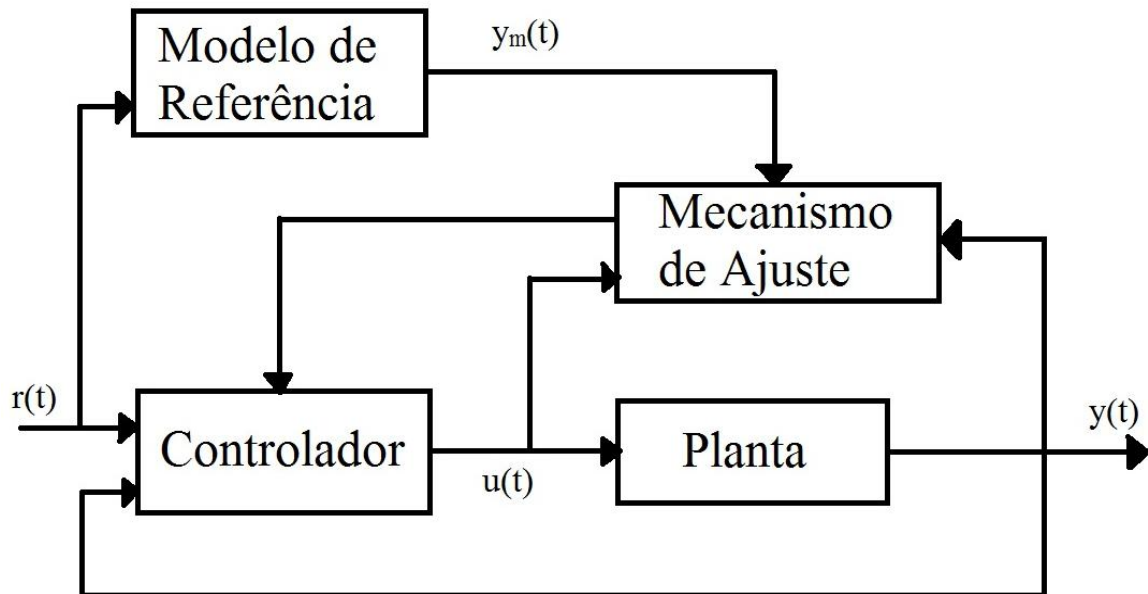 Modelo de
Referência
yₘ(t)
Mecanismo
de Ajuste
r(t)
Controlador
u(t)
Planta
y(t)